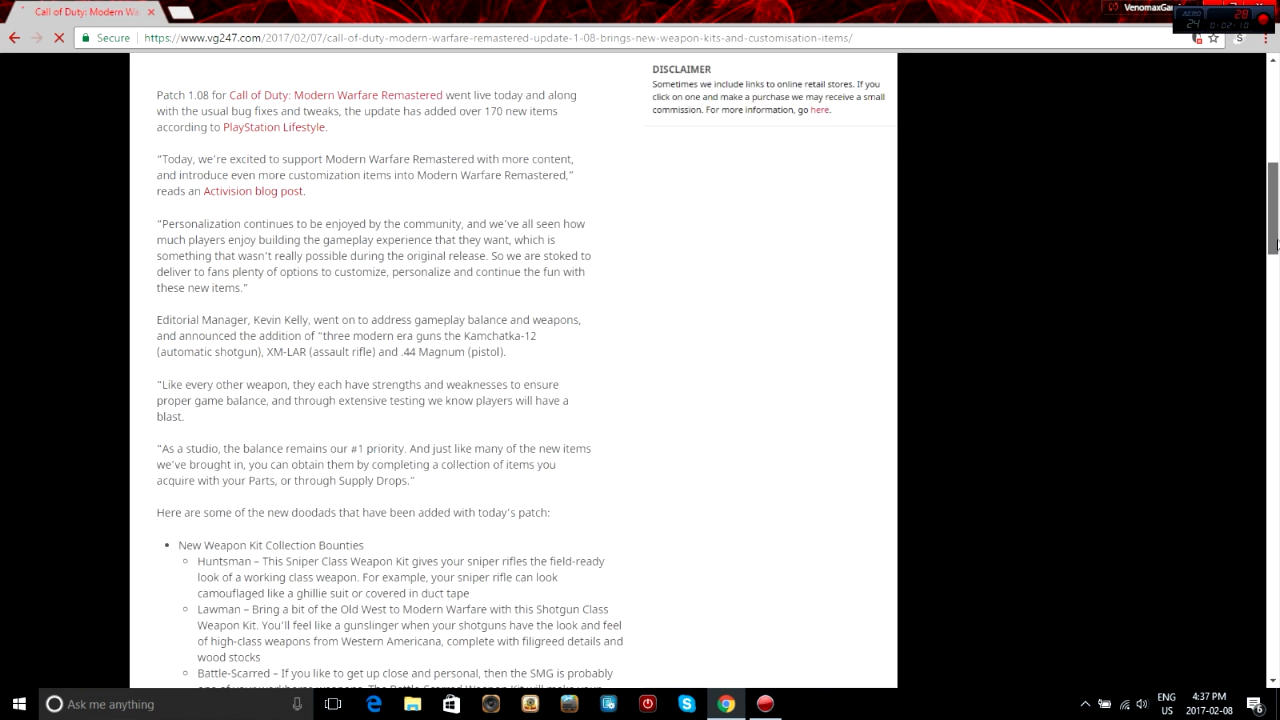 Call of Duty: Modern Wa
VenomaxGa
AERO
24
28
0:02:10
Secure
https://www.vg247.com/2017/02/07/call-of-duty-modern-warfare-remastered-update-1-08-brings-new-weapon-kits-and-customisation-items/
Patch 1.08 for Call of Duty: Modern Warfare Remastered went live today and along
with the usual bug fixes and tweaks, the update has added over 170 new items
according to PlayStation Lifestyle.
“Today, we’re excited to support Modern Warfare Remastered with more content,
and introduce even more customization items into Modern Warfare Remastered,”
reads an Activision blog post.
“Personalization continues to be enjoyed by the community, and we’ve all seen how
much players enjoy building the gameplay experience that they want, which is
something that wasn’t really possible during the original release. So we are stoked to
deliver to fans plenty of options to customize, personalize and continue the fun with
these new items.”
Editorial Manager, Kevin Kelly, went on to address gameplay balance and weapons,
and announced the addition of “three modern era guns the Kamchatka-12
(automatic shotgun), XM-LAR (assault rifle) and .44 Magnum (pistol).
“Like every other weapon, they each have strengths and weaknesses to ensure
proper game balance, and through extensive testing we know players will have a
blast.
“As a studio, the balance remains our #1 priority. And just like many of the new items
we’ve brought in, you can obtain them by completing a collection of items you
acquire with your Parts, or through Supply Drops.”
Here are some of the new doodads that have been added with today’s patch:
New Weapon Kit Collection Bounties
Huntsman – This Sniper Class Weapon Kit gives your sniper rifles the field-ready
look of a working class weapon. For example, your sniper rifle can look
camouflaged like a ghillie suit or covered in duct tape
Lawman – Bring a bit of the Old West to Modern Warfare with this Shotgun Class
Weapon Kit. You’ll feel like a gunslinger when your shotguns have the look and feel
of high-class weapons from Western Americana, complete with filigreed details and
wood stocks
Battle-Scarred – If you like to get up close and personal, then the SMG is probably
DISCLAIMER
Sometimes we include links to online retail stores. If you
click on one and make a purchase we may receive a small
commission. For more information, go here.
Ask me anything
ENG
US
4:37 PM
2017-02-08
6